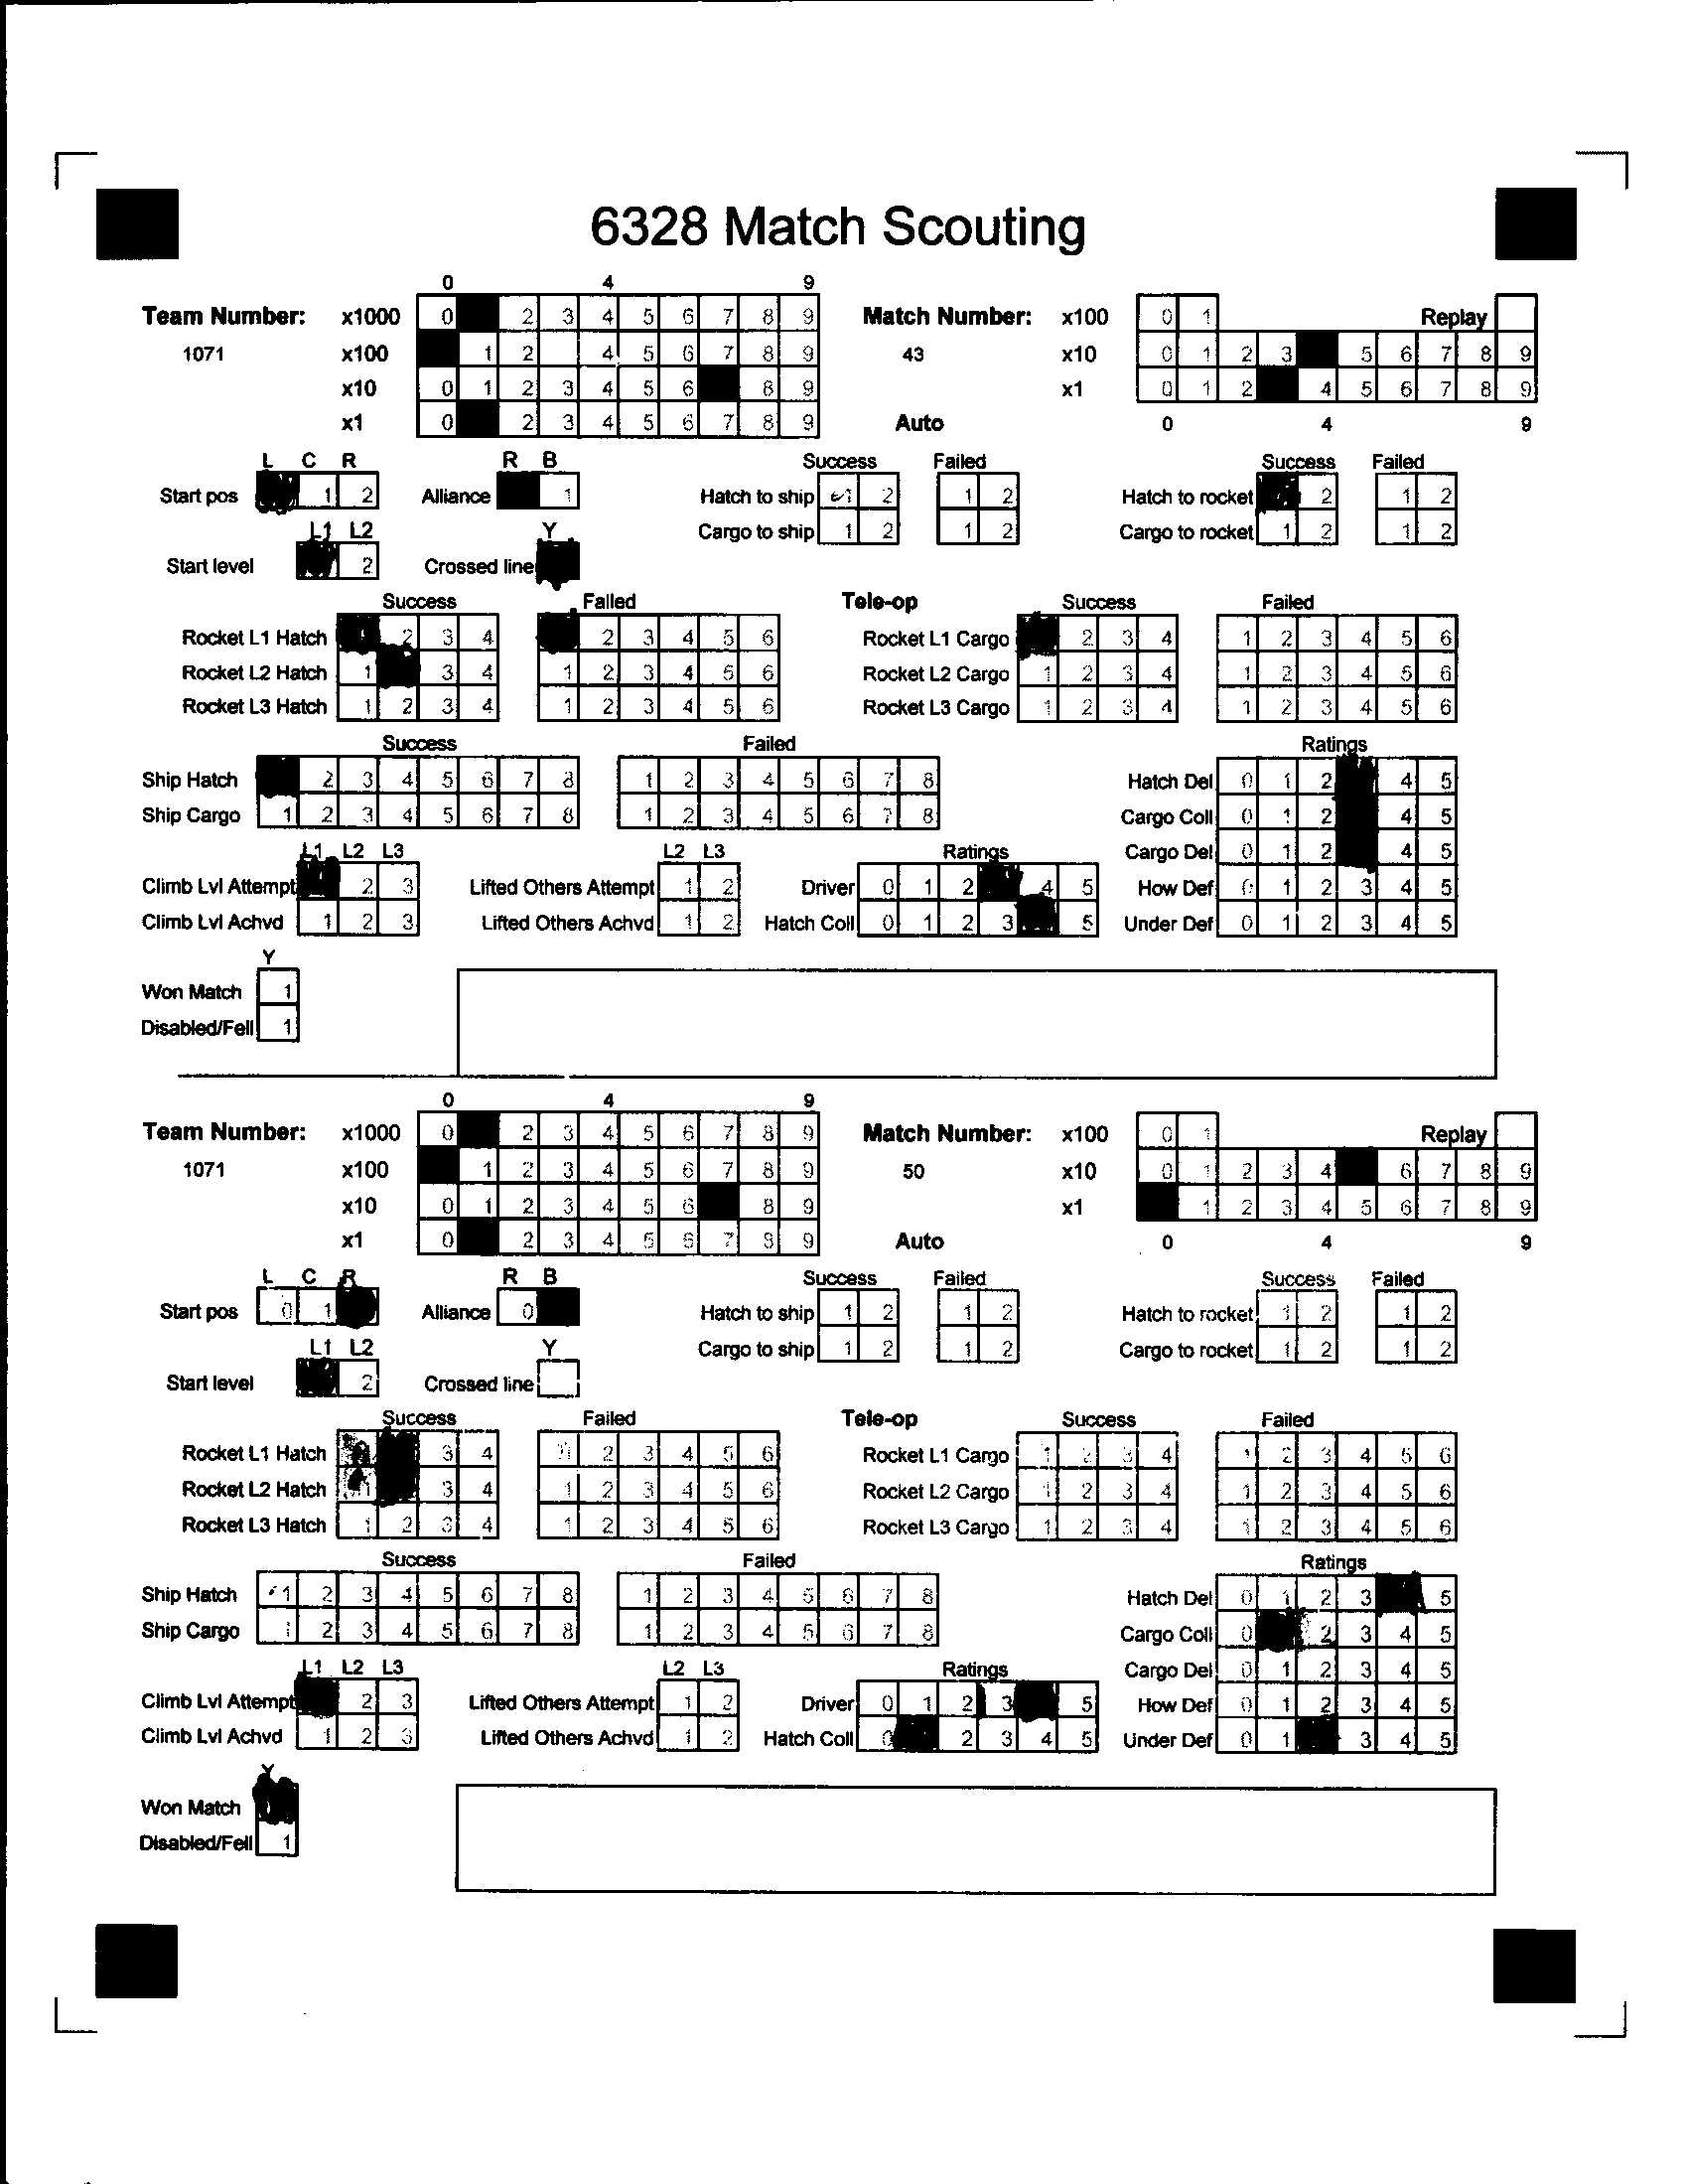 6328 Match Scouting
0 4 9
Team Number: x1000 0 2 3 4 5 6 7 8 9 Match Number: x100 0 1 Replay
1071 x100 1 2 4 5 6 7 8 9 43 x10 0 1 2 3 5 6 7 8 9
x10 0 1 2 3 4 5 6 8 9 x1 0 1 2 4 5 6 7 8 9
x1 0 2 3 4 5 6 7 8 9 Auto 0 4 9
L C R R B Success Failed Success Failed
Start pos 1 2 Alliance 1 Hatch to ship 1 2 1 2 Hatch to rocket 2 1 2
L1 L2 Y Cargo to ship 1 2 1 2 Cargo to rocket 1 2 1 2
Start level 2 Crossed line
Success Failed Tele-op Success Failed
Rocket L1 Hatch 2 3 4 2 3 4 5 6 Rocket L1 Cargo 2 3 4 1 2 3 4 5 6
Rocket L2 Hatch 1 3 4 1 2 3 4 5 6 Rocket L2 Cargo 1 2 3 4 1 2 3 4 5 6
Rocket L3 Hatch 1 2 3 4 1 2 3 4 5 6 Rocket L3 Cargo 1 2 3 4 1 2 3 4 5 6
Success Failed Ratings
Ship Hatch 2 3 4 5 6 7 8 1 2 3 4 5 6 7 8 Hatch Del 0 1 2 4 5
Ship Cargo 1 2 3 4 5 6 7 8 1 2 3 4 5 6 7 8 Cargo Coll 0 1 2 4 5
L1 L2 L3 L2 L3 Ratings Cargo Del 0 1 2 4 5
Climb Lvl Attempt 2 3 Lifted Others Attempt 1 2 Driver 0 1 2 4 5 How Def 0 1 2 3 4 5
Climb Lvl Achvd 1 2 3 Lifted Others Achvd 1 2 Hatch Coll 0 1 2 3 5 Under Def 0 1 2 3 4 5
Y
Won Match 1
Disabled/Fell 1
0 4 9
Team Number: x1000 0 2 3 4 5 6 7 8 9 Match Number: x100 0 1 Replay
1071 x100 1 2 3 4 5 6 7 8 9 50 x10 0 1 2 3 4 6 7 8 9
x10 0 1 2 3 4 5 6 8 9 x1 1 2 3 4 5 6 7 8 9
x1 0 2 3 4 5 6 7 8 9 Auto 0 4 9
L C R R B Success Failed Success Failed
Start pos 0 1 Alliance 0 Hatch to ship 1 2 1 2 Hatch to rocket 1 2 1 2
L1 L2 Y Cargo to ship 1 2 1 2 Cargo to rocket 1 2 1 2
Start level 2 Crossed line
Success Failed Tele-op Success Failed
Rocket L1 Hatch 3 4 1 2 3 4 5 6 Rocket L1 Cargo 1 2 3 4 1 2 3 4 5 6
Rocket L2 Hatch 1 3 4 1 2 3 4 5 6 Rocket L2 Cargo 1 2 3 4 1 2 3 4 5 6
Rocket L3 Hatch 1 2 3 4 1 2 3 4 5 6 Rocket L3 Cargo 1 2 3 4 1 2 3 4 5 6
Success Failed Ratings
Ship Hatch 1 2 3 4 5 6 7 8 1 2 3 4 5 6 7 8 Hatch Del 0 1 2 3 5
Ship Cargo 1 2 3 4 5 6 7 8 1 2 3 4 5 6 7 8 Cargo Coll 0 2 3 4 5
L1 L2 L3 L2 L3 Ratings Cargo Del 0 1 2 3 4 5
Climb Lvl Attempt 2 3 Lifted Others Attempt 1 2 Driver 0 1 2 3 5 How Def 0 1 2 3 4 5
Climb Lvl Achvd 1 2 3 Lifted Others Achvd 1 2 Hatch Coll 0 2 3 4 5 Under Def 0 1 3 4 5
Y
Won Match
Disabled/Fell 1